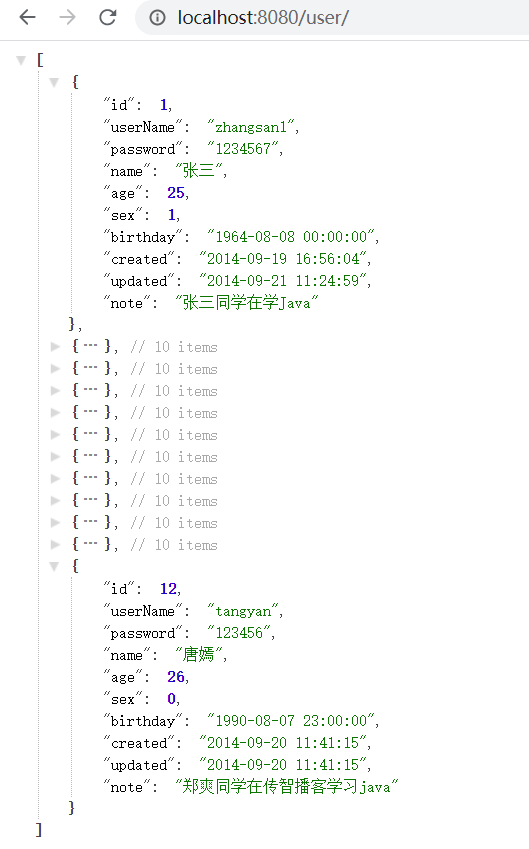 localhost:8080/user/
[
{
"id": 1,
"userName": "zhangsan1",
"password": "1234567",
"name": "张三",
"age": 25,
"sex": 1,
"birthday": "1964-08-08 00:00:00",
"created": "2014-09-19 16:56:04",
"updated": "2014-09-21 11:24:59",
"note": "张三同学在学Java"
},
{ ··· }, // 10 items
{ ··· }, // 10 items
{ ··· }, // 10 items
{ ··· }, // 10 items
{ ··· }, // 10 items
{ ··· }, // 10 items
{ ··· }, // 10 items
{ ··· }, // 10 items
{ ··· }, // 10 items
{ ··· }, // 10 items
{
"id": 12,
"userName": "tangyan",
"password": "123456",
"name": "唐嫣",
"age": 26,
"sex": 0,
"birthday": "1990-08-07 23:00:00",
"created": "2014-09-20 11:41:15",
"updated": "2014-09-20 11:41:15",
"note": "郑爽同学在传智播客学习java"
}
]